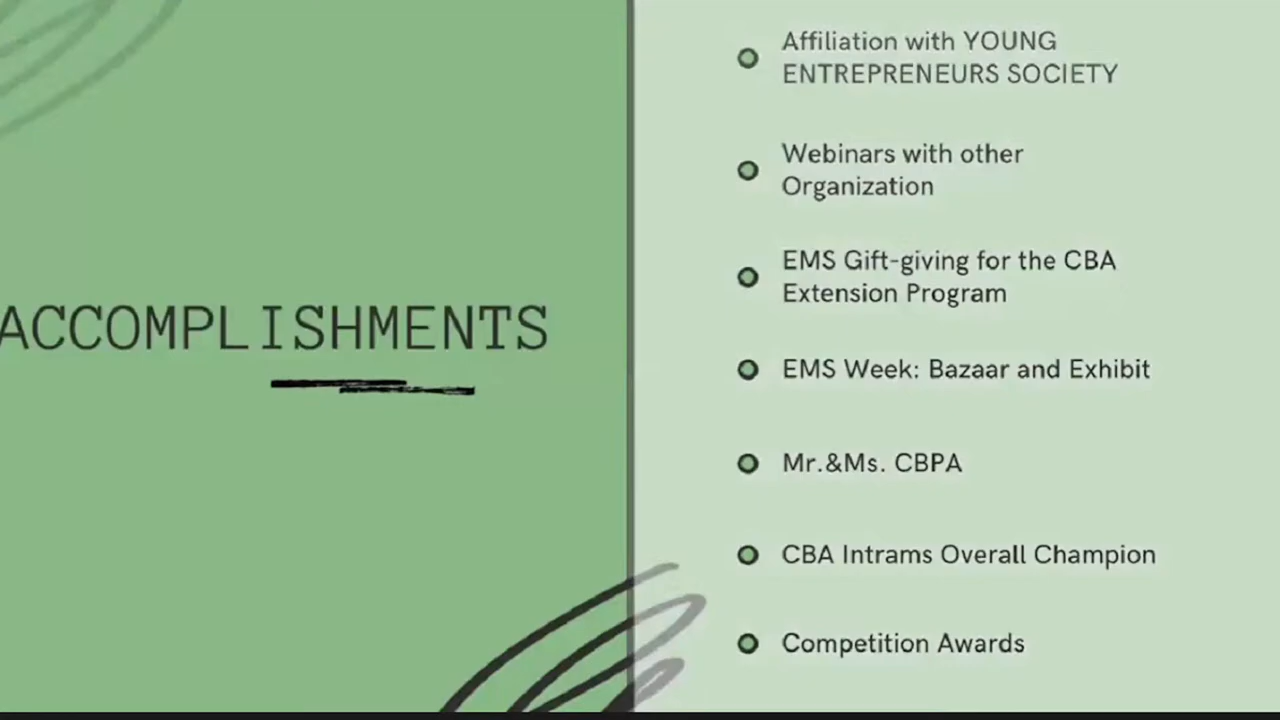 ACCOMPLISHMENTS
Affiliation with YOUNG
ENTREPRENEURS SOCIETY
Webinars with other
Organization
EMS Gift-giving for the CBA
Extension Program
EMS Week: Bazaar and Exhibit
Mr.&Ms. CBPA
CBA Intrams Overall Champion
Competition Awards